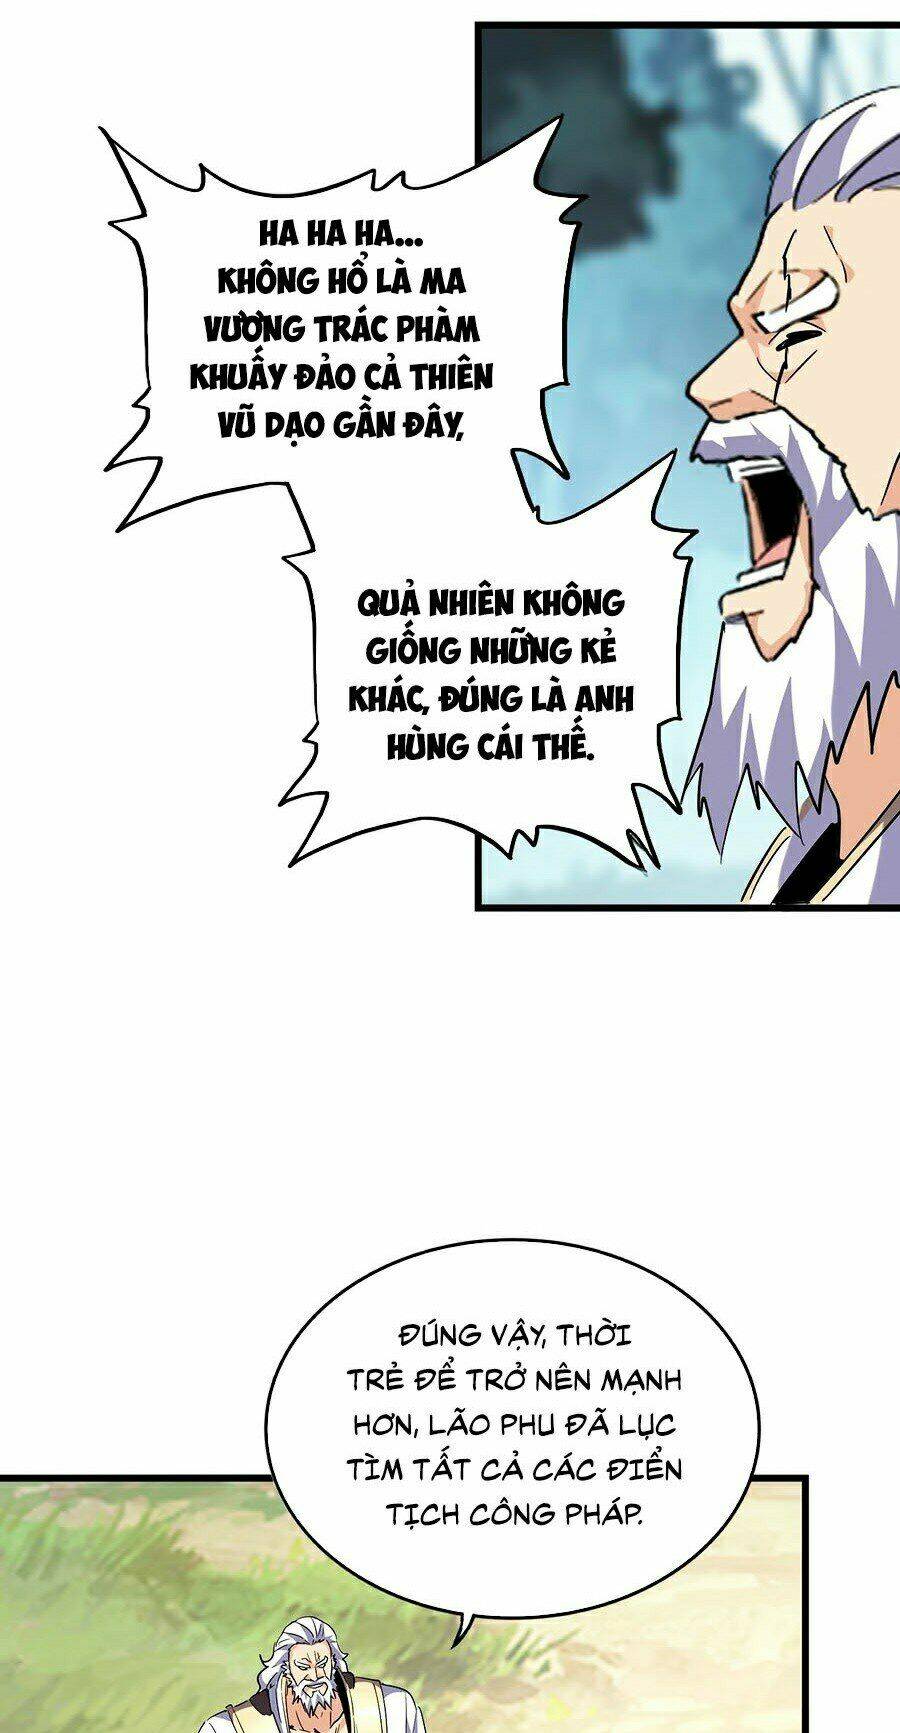 HA HA HA...
KHÔNG HỔ LÀ MA
VƯƠNG TRÁC PHÀM
KHUẤY ĐẢO CẢ THIÊN
VŨ DẠO GẦN ĐÂY,
QUẢ NHIÊN KHÔNG
GIỐNG NHỮNG KẺ
KHÁC, ĐÚNG LÀ ANH
HÙNG CÁI THẾ.
ĐÚNG VẬY, THỜI
TRẺ ĐỂ TRỞ NÊN MẠNH
HƠN, LÃO PHU ĐÃ LỤC
TÌM TẤT CẢ CÁC ĐIỂN
TỊCH CÔNG PHÁP.